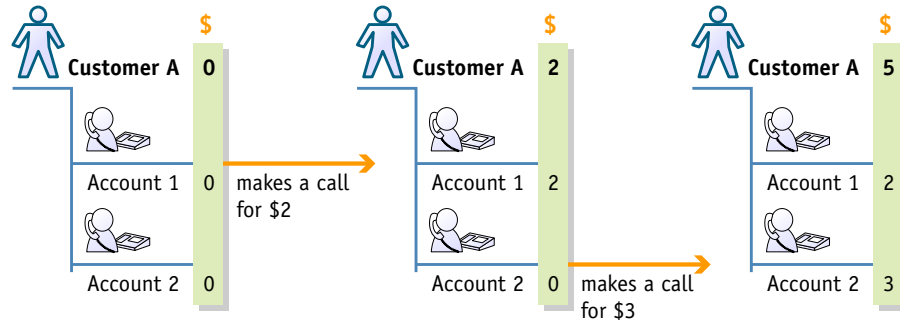 $
Customer A 0
Account 1 0
Account 2 0
makes a call
for $2
$
Customer A 2
Account 1 2
Account 2 0
makes a call
for $3
$
Customer A 5
Account 1 2
Account 2 3